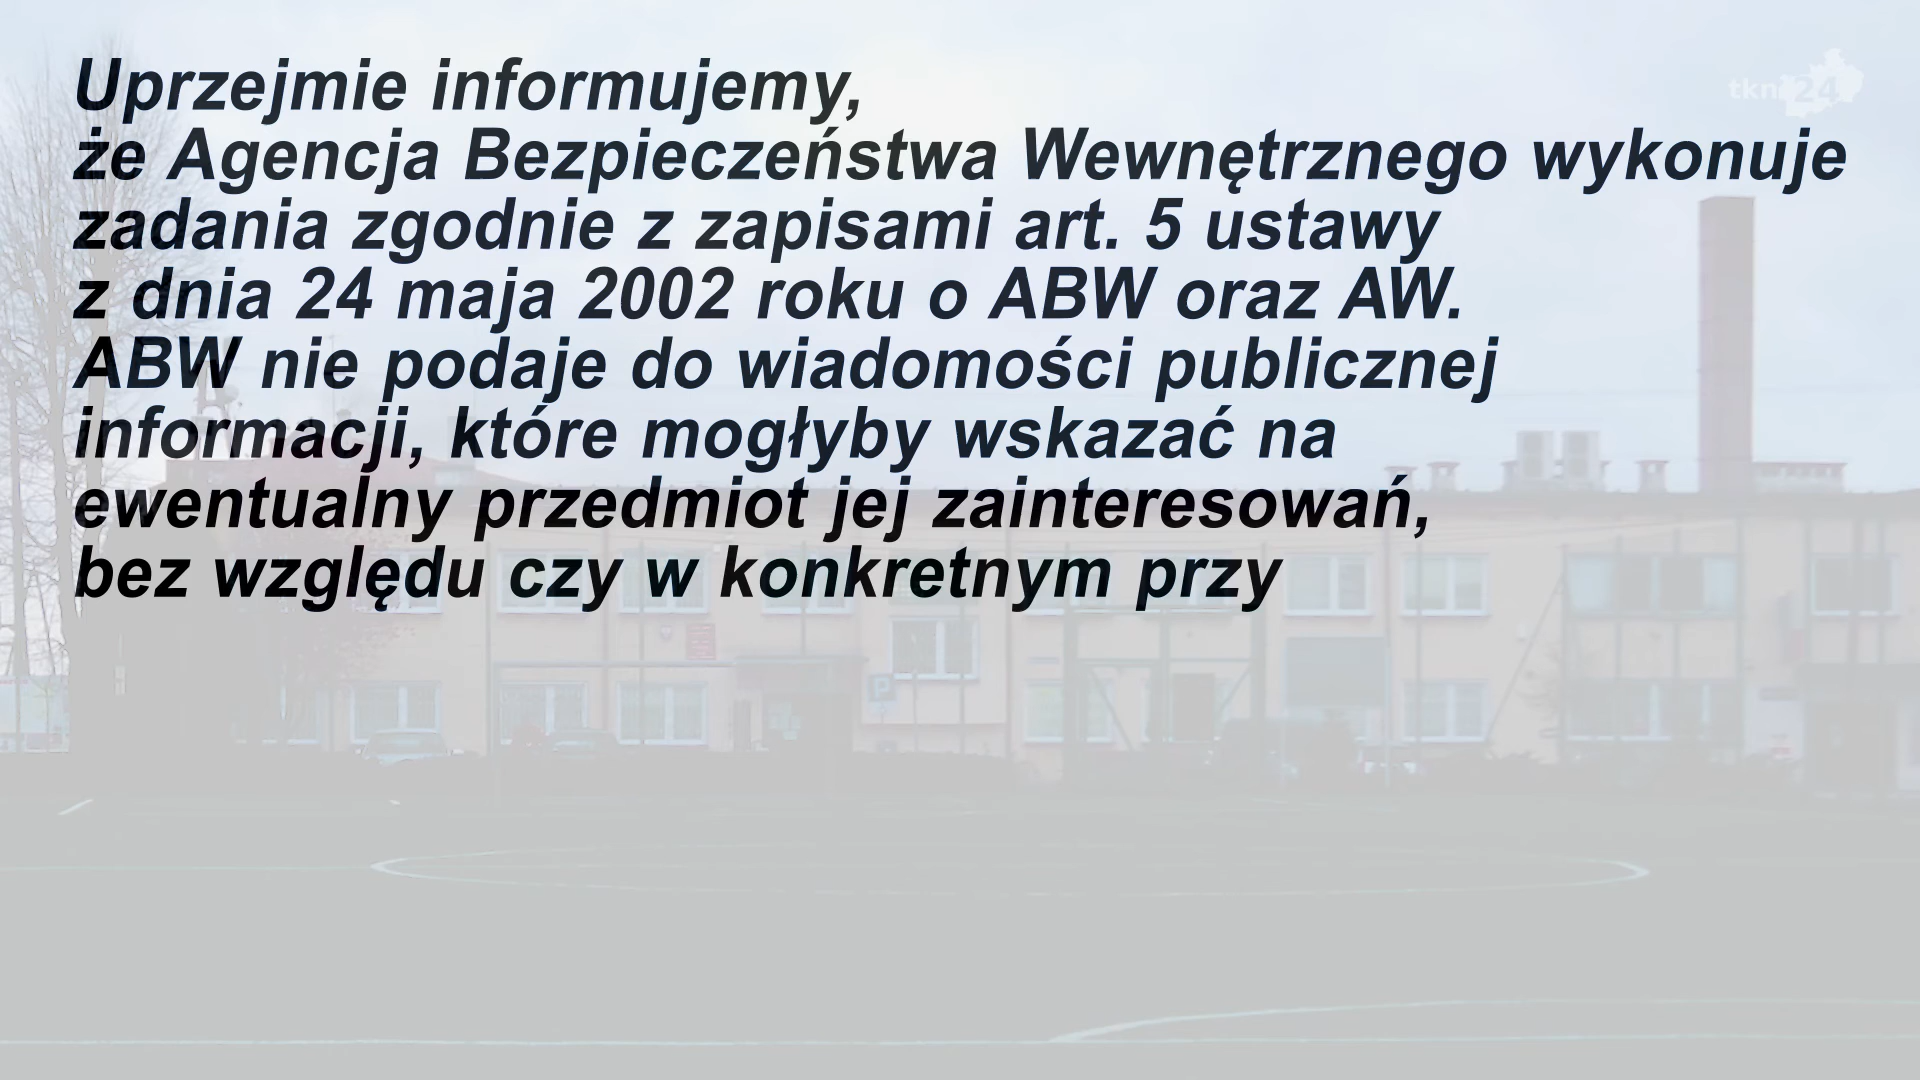 Uprzejmie informujemy,
że Agencja Bezpieczeństwa Wewnętrznego wykonuje
zadania zgodnie z zapisami art. 5 ustawy
z dnia 24 maja 2002 roku o ABW oraz AW.
ABW nie podaje do wiadomości publicznej
informacji, które mogłyby wskazać na
ewentualny przedmiot jej zainteresowań,
bez względu czy w konkretnym przy
tkn24
P